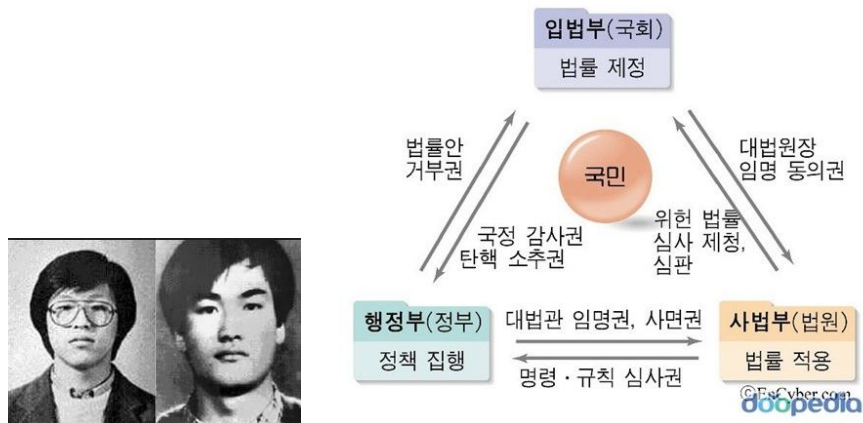 입법부(국회)
법률 제정
법률안
거부권
대법원장
임명 동의권
국민
국정 감사권
탄핵 소추권
위헌 법률
심사 제청,
심판
행정부(정부)
정책 집행
대법관 임명권, 사면권
명령·규칙 심사권
사법부(법원)
법률 적용
©EnCyber.com
doopedia